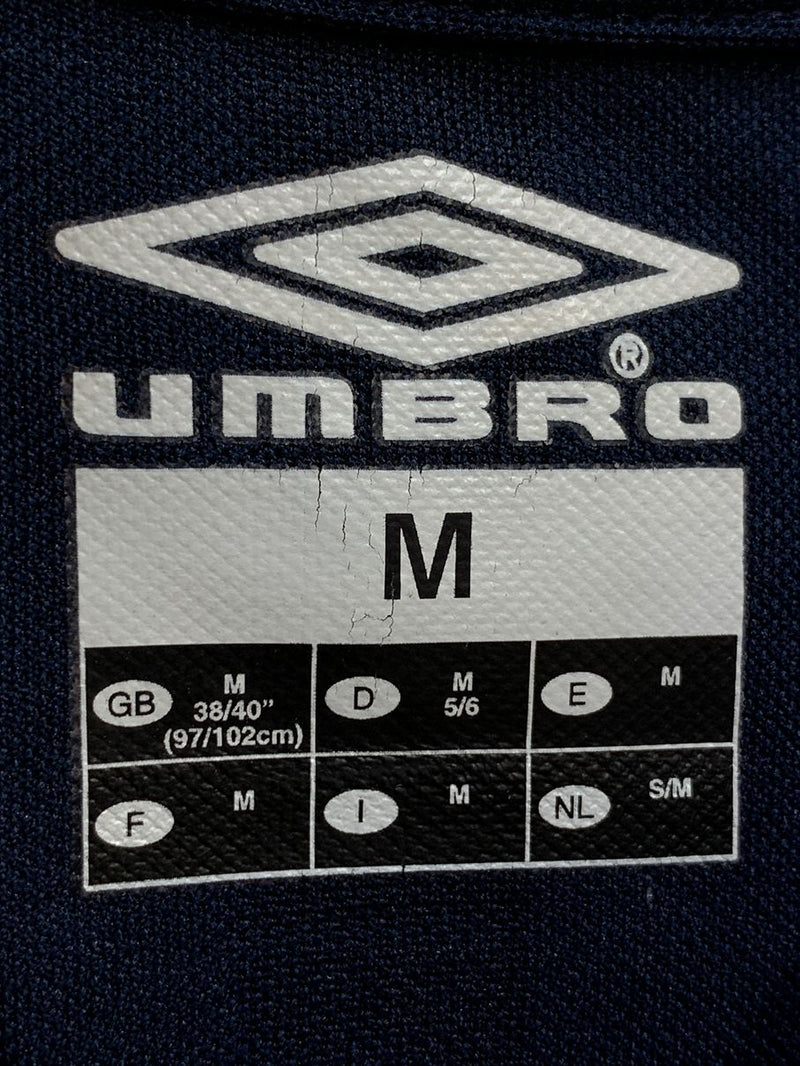 UMBRO®
M
GB M
38/40”
(97/102cm)
D M
5/6
E M
F M
I M
NL S/M